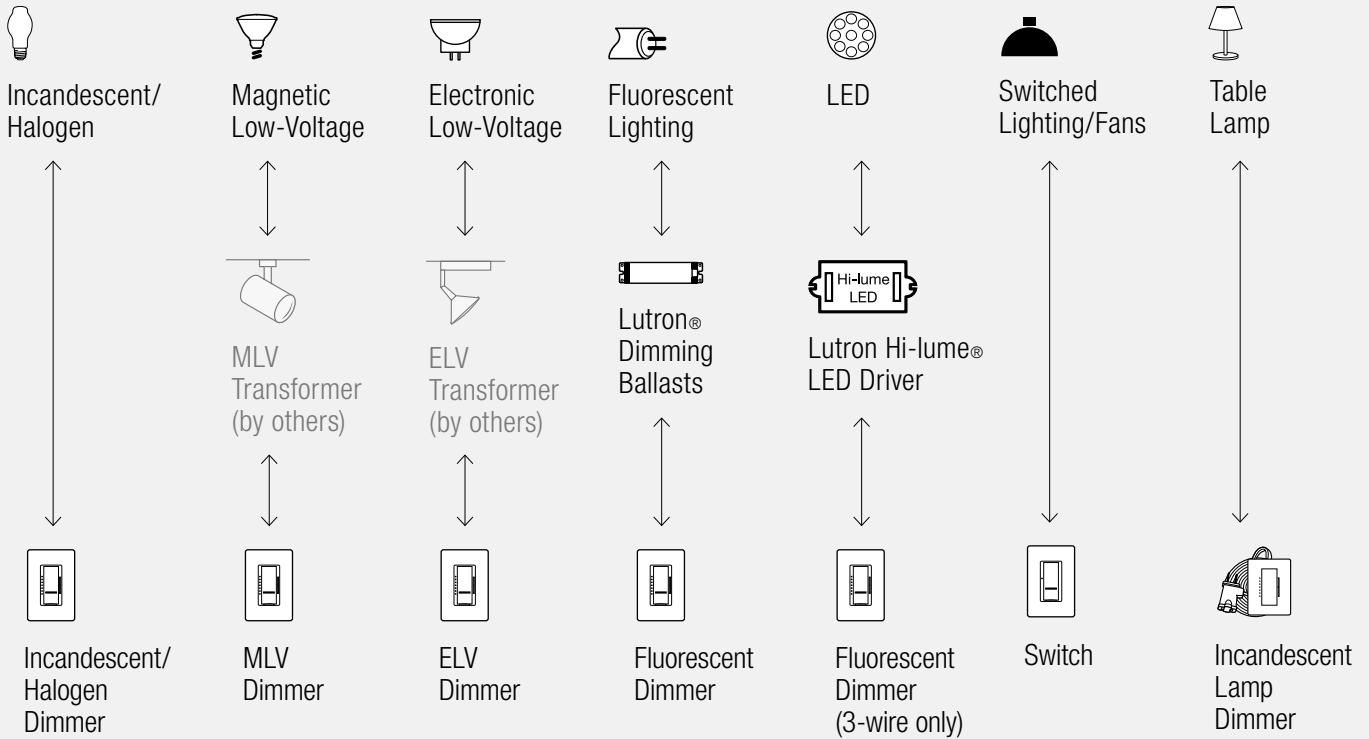 Incandescent/
Halogen
Magnetic
Low-Voltage
Electronic
Low-Voltage
Fluorescent
Lighting
LED
Switched
Lighting/Fans
Table
Lamp
MLV
Transformer
(by others)
ELV
Transformer
(by others)
Lutron®
Dimming
Ballasts
Hi-lume
LED
Lutron Hi-lume®
LED Driver
Incandescent/
Halogen
Dimmer
MLV
Dimmer
ELV
Dimmer
Fluorescent
Dimmer
Fluorescent
Dimmer
(3-wire only)
Switch
Incandescent
Lamp
Dimmer